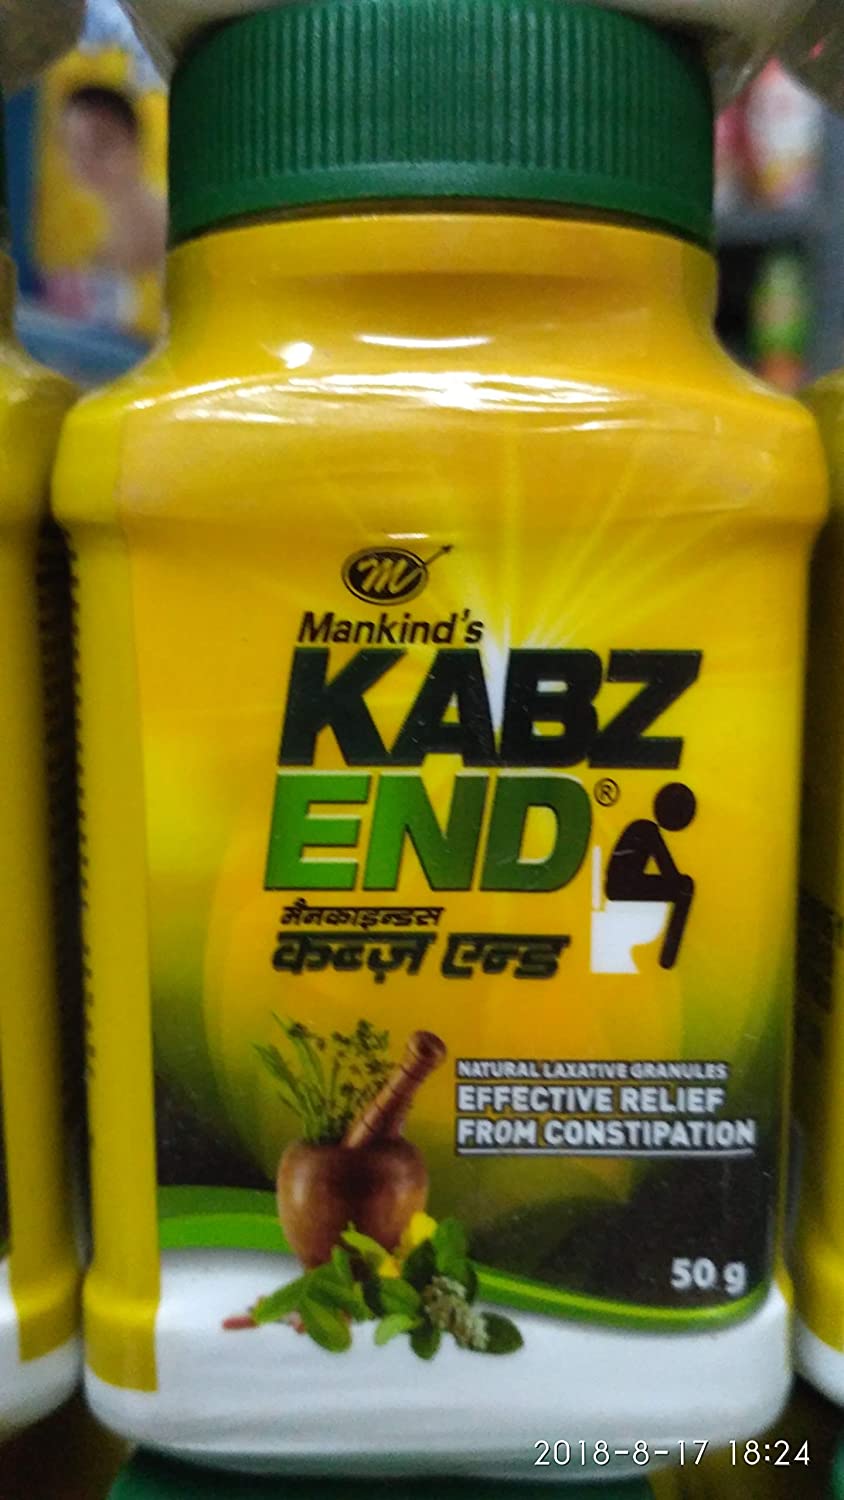 M
Mankind's
KABZ
END®
मैनकाइन्डस
कब्ज़ एन्ड
NATURAL LAXATIVE GRANULES
EFFECTIVE RELIEF
FROM CONSTIPATION
50 g
2018-8-17 18:24